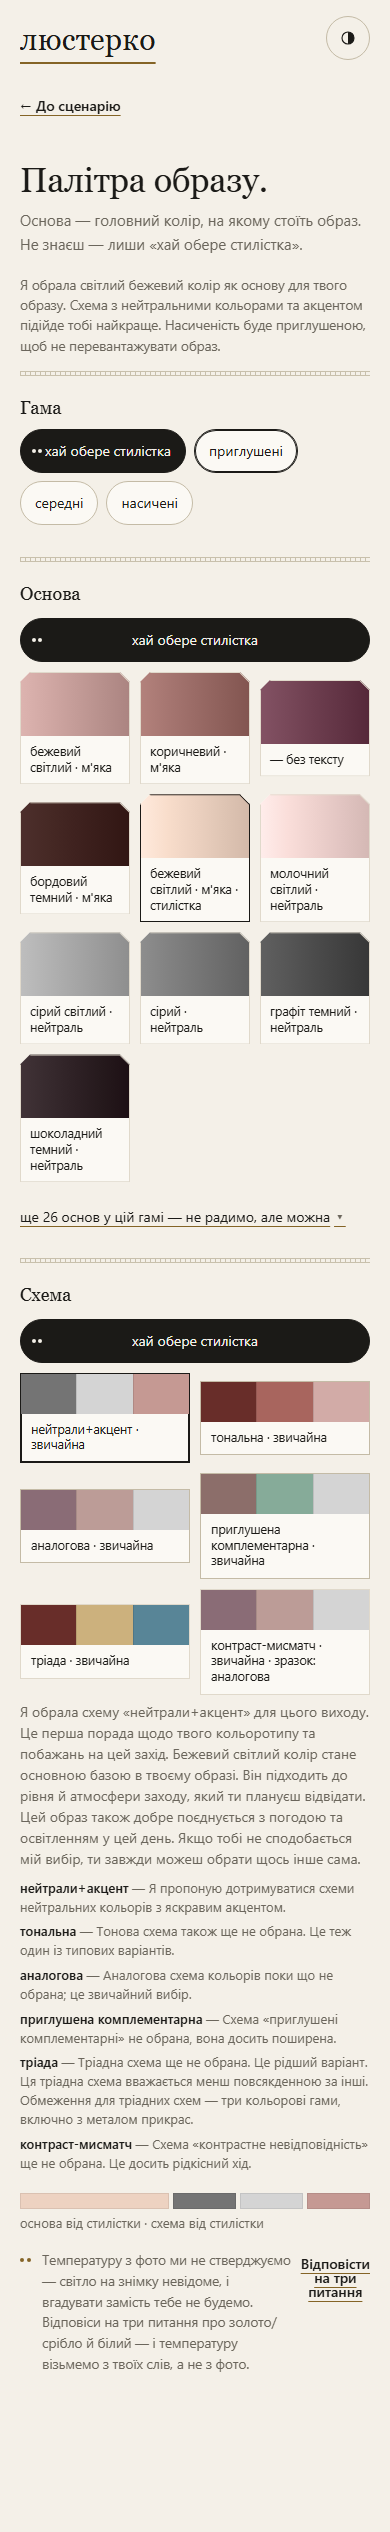 люстерко
← До сценарію
Палітра образу.
Основа — головний колір, на якому стоїть образ.
Не знаєш — лиши «хай обере стилістка».
Я обрала світлий бежевий колір як основу для твого
образу. Схема з нейтральними кольорами та акцентом
підійде тобі найкраще. Насиченість буде приглушеною,
щоб не перевантажувати образ.
Гама
хай обере стилістка
приглушені
середні
насичені
Основа
хай обере стилістка
бежевий
світлий · м'яка
коричневий ·
м'яка
— без тексту
бордовий
темний · м'яка
бежевий
світлий · м'яка ·
стилістка
молочний
світлий ·
нейтраль
сірий світлий ·
нейтраль
сірий ·
нейтраль
графіт темний ·
нейтраль
шоколадний
темний ·
нейтраль
ще 26 основ у цій гамі — не радимо, але можна ▾
Схема
хай обере стилістка
нейтрали+акцент ·
звичайна
тональна · звичайна
аналогова · звичайна
приглушена
комплементарна ·
звичайна
тріада · звичайна
контраст-мисматч ·
звичайна · зразок:
аналогова
Я обрала схему «нейтрали+акцент» для цього виходу.
Це перша порада щодо твого кольоротипу та
побажань на цей захід. Бежевий світлий колір стане
основною базою в твоєму образі. Він підходить до
рівня й атмосфери заходу, який ти плануєш відвідати.
Цей образ також добре поєднується з погодою та
освітленням у цей день. Якщо тобі не сподобається
мій вибір, ти завжди можеш обрати щось інше сама.
нейтрали+акцент — Я пропоную дотримуватися схеми
нейтральних кольорів з яскравим акцентом.
тональна — Тонова схема також ще не обрана. Це теж
один із типових варіантів.
аналогова — Аналогова схема кольорів поки що не
обрана; це звичайний вибір.
приглушена комплементарна — Схема «приглушені
комплементарні» не обрана, вона досить поширена.
тріада — Тріадна схема ще не обрана. Це рідший варіант.
Ця тріадна схема вважається менш повсякденною за інші.
Обмеження для тріадних схем — три кольорові гами,
включно з металом прикрас.
контраст-мисматч — Схема «контрастне невідповідність»
ще не обрана. Це досить рідкісний хід.
основа від стилістки · схема від стилістки
Температуру з фото ми не стверджуємо
— світло на знімку невідоме, і
вгадувати замість тебе не будемо.
Відповіси на три питання про золото/
срібло й білий — і температуру
візьмемо з твоїх слів, а не з фото.
Відповісти
на три
питання